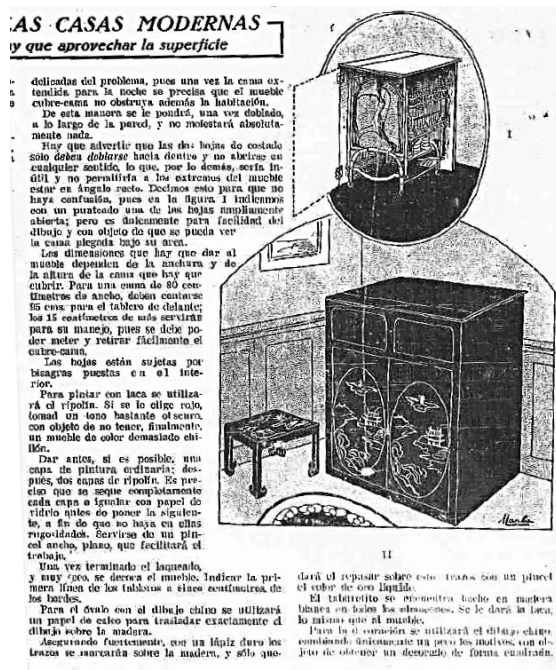 AS CASAS MODERNAS
y que aprovechar la superficie
delicadas del problema, pues una vez la cama ex-
tendida para la noche se precisa que el mueble
cubre-cama no obstruya además la habitación.
De esta manera se le pondrá, una vez doblado,
a lo largo de la pared, y no molestará absoluta-
mente nada.
Hay que advertir que las dos hojas de costado
sólo deben doblarse hacia dentro y no abrirse en
cualquier sentido, lo que, por lo demás, sería in-
útil y no permitiría a los extremos del mueble
estar en ángulo recto. Decimos esto para que no
haya confusión, pues en la figura I indicamos
con un punteado una de las hojas ampliamente
abierta; pero es únicamente para facilidad del
dibujo y con objeto de que se pueda ver
la cama plegada bajo su area.
Las dimensiones que hay que dar al
mueble dependen de la anchura y de
la altura de la cama que hay que
cubrir. Para una cama de 80 cen-
tímetros de ancho, deben contarse
95 cms. para el tablero de delante;
los 15 centímetros de más servirán
para su manejo, pues se debe po-
der meter y retirar fácilmente el
cubre-cama.
Las hojas están sujetas por
bisagras puestas en el inte-
rior.
Para pintar con laca se utiliza-
rá el ripolín. Si se lo elige rojo,
tomad un tono bastante obscuro,
con objeto de no tener, finalmente,
un mueble de color demasiado chi-
llón.
Dar antes, si es posible, una
capa de pintura ordinaria; des-
pués, dos capas de ripolín. Es pre-
ciso que se seque completamente
cada capa a igualar con papel de
vidrio antes de poner la siguien-
te, a fin de que no haya en ellas
rugosidades. Servirse de un pin-
cel ancho, plano, que facilitará el
trabajo.
Una vez terminado el laqueado,
y muy seco, se decora el mueble. Indicar la pri-
mera línea de los tableros a cinco centímetros de
los bordes.
Para el óvalo con el dibujo chino se utilizará
un papel de calco para trasladar exactamente el
dibujo sobre la madera.
Asegurando fuertemente, con un lápiz duro los
trazos se marcarán sobre la madera, y sólo que-
I
Manba
II
dará el repasar sobre estos trazos con un pincel
el color de oro líquido.
El taburetito se encuentra hecho en madera
blanca en todos los almacenes. Se le dará la laca,
lo mismo que al mueble.
Para la decoración se utilizará el dibujo chino,
cambiando únicamente un poco los motivos, con ob-
jeto de obtener un decorado de forma cuadrada.